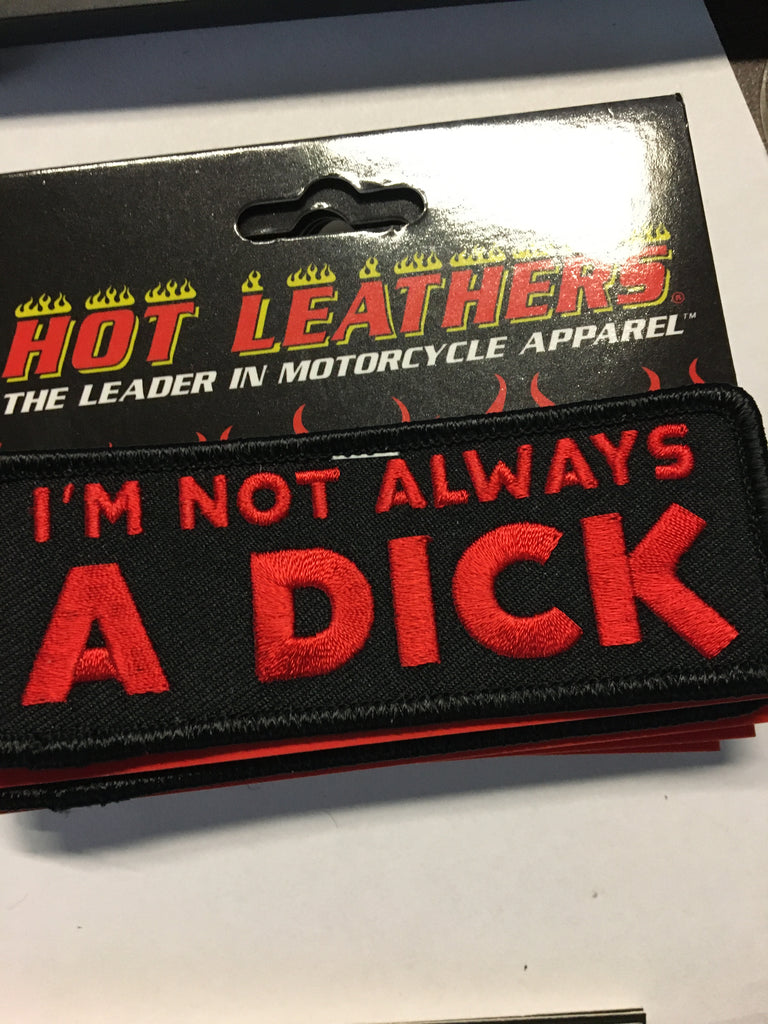 HOT LEATHERS®
THE LEADER IN MOTORCYCLE APPAREL™
I'M NOT ALWAYS
A DICK